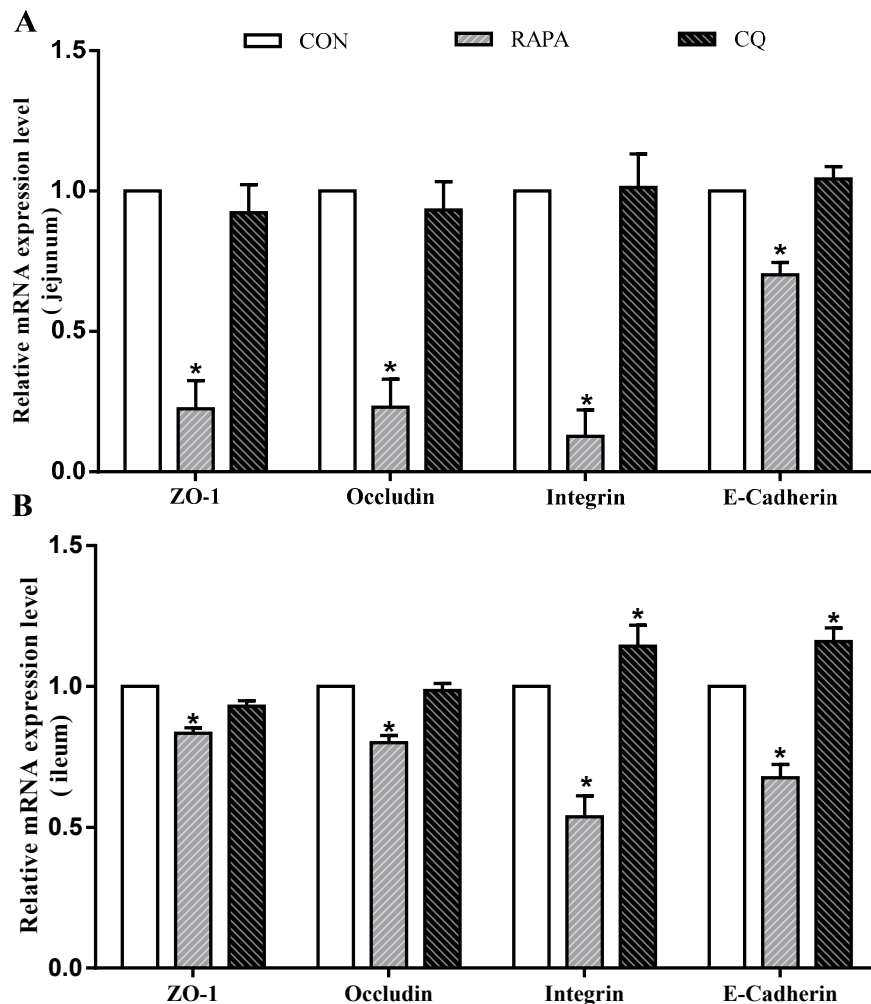 A
CON RAPA CQ
Relative mRNA expression level
( jejunum)
1.5
1.0
0.5
0.0
* * * *
ZO-1 Occludin Integrin E-Cadherin
B
Relative mRNA expression level
( ileum)
1.5
1.0
0.5
0.0
* * * * * *
ZO-1 Occludin Integrin E-Cadherin